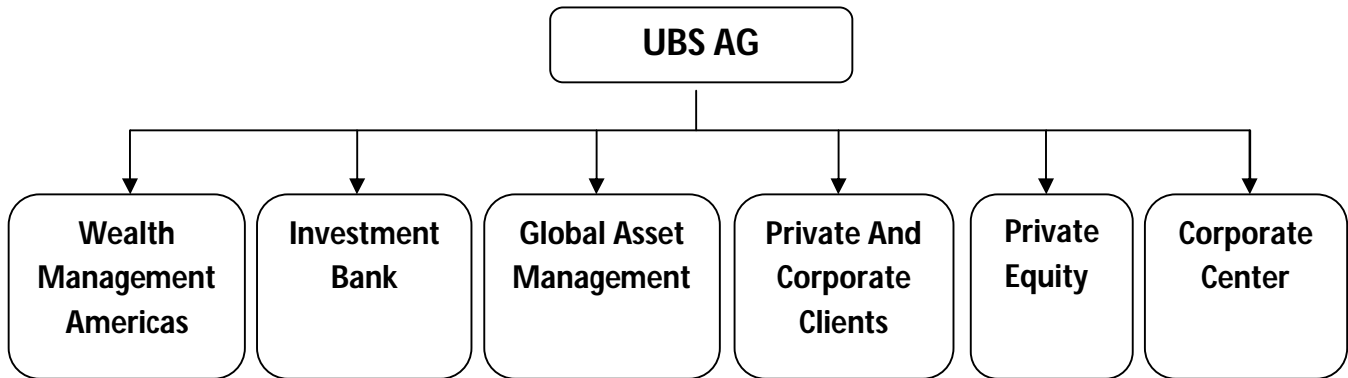 UBS AG
Wealth
Management
Americas
Investment
Bank
Global Asset
Management
Private And
Corporate
Clients
Private
Equity
Corporate
Center